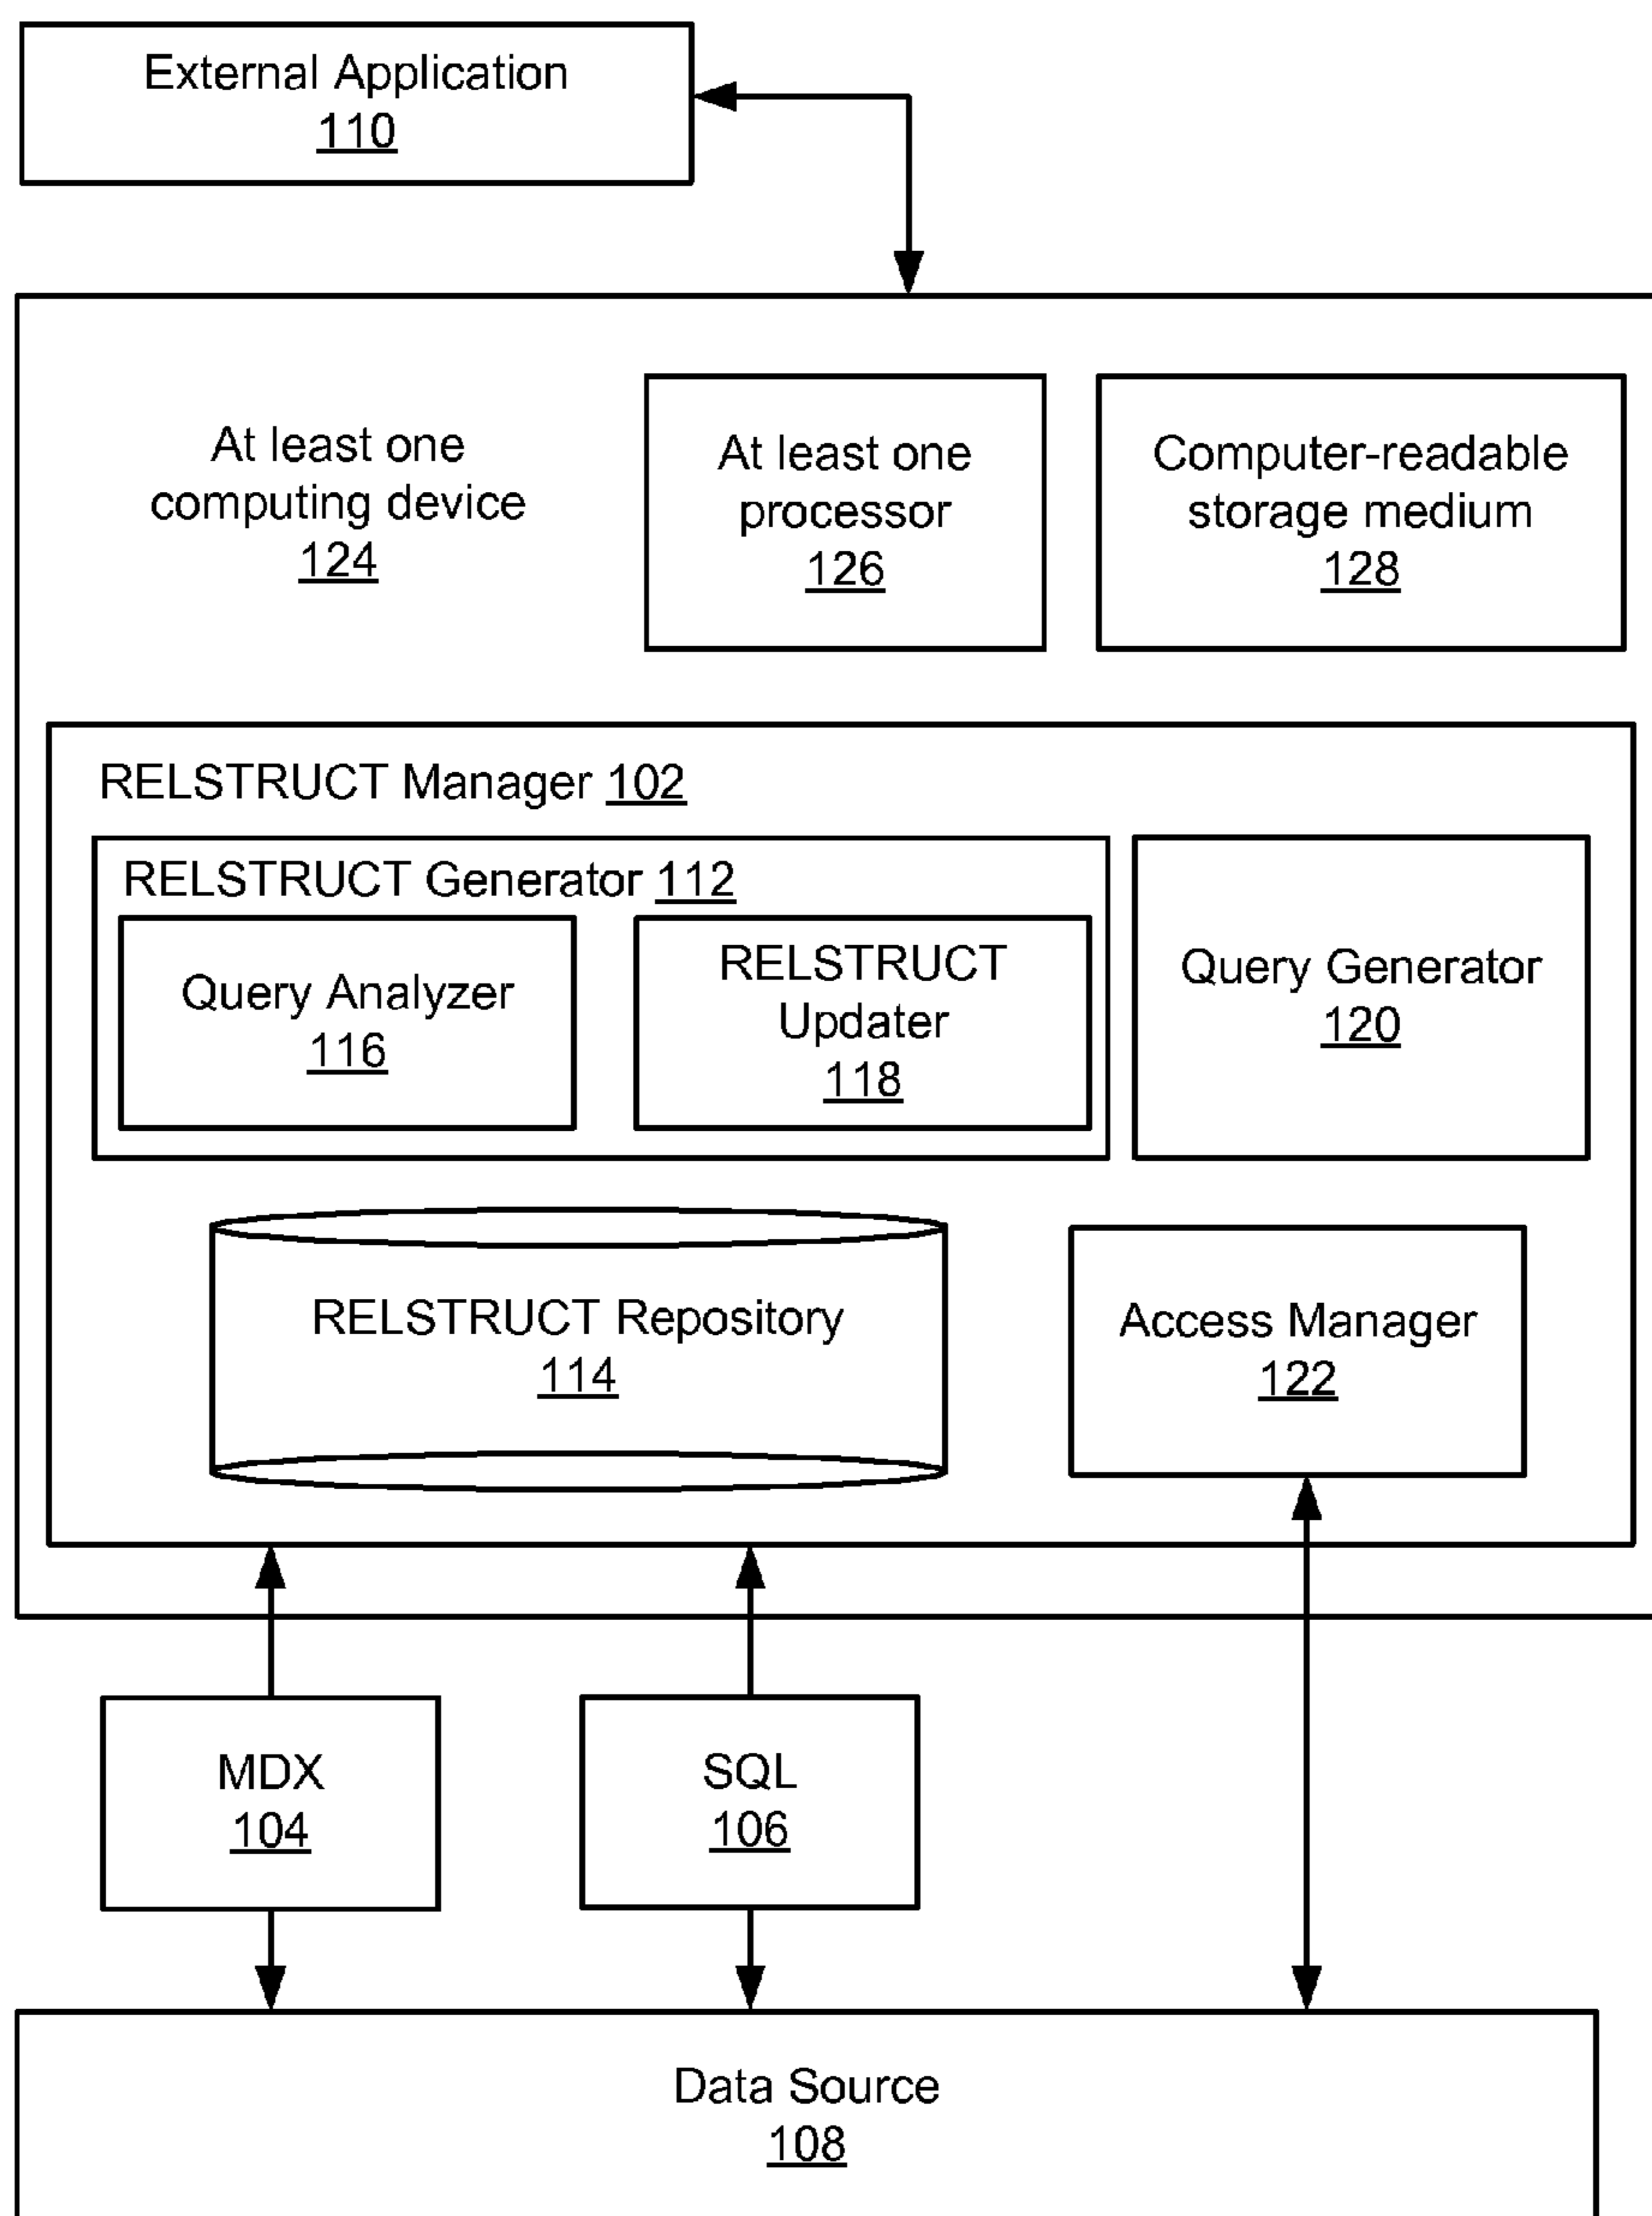 External Application
110
At least one
computing device
124
At least one
processor
126
Computer-readable
storage medium
128
RELSTRUCT Manager 102
RELSTRUCT Generator 112
Query Analyzer
116
RELSTRUCT
Updater
118
Query Generator
120
RELSTRUCT Repository
114
Access Manager
122
MDX
104
SQL
106
Data Source
108